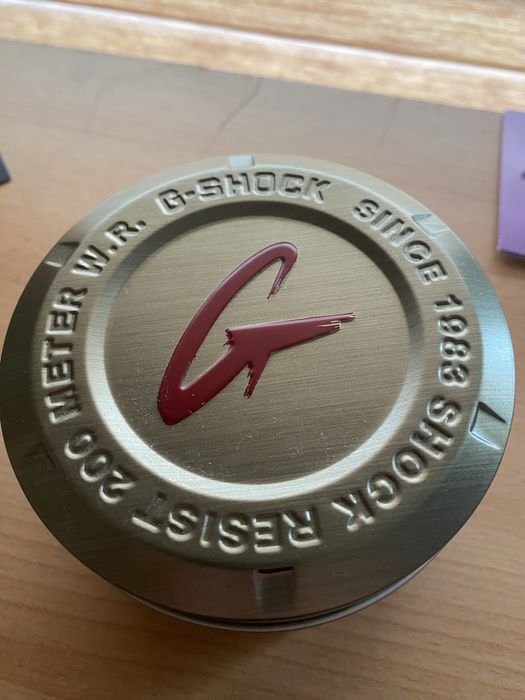 G-SHOCK SINCE 1983 SHOCK RESIST 200 METER W.R.
G